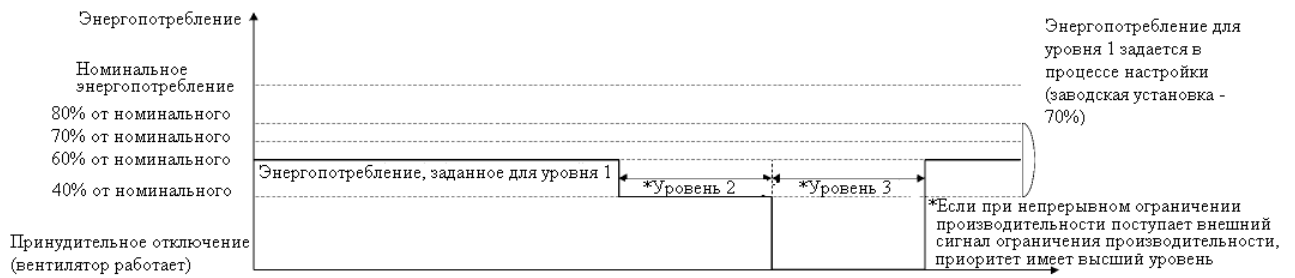 Энергопотребление
Номинальное
энергопотребление
80% от номинального
70% от номинального
60% от номинального
40% от номинального
Принудительное отключение
(вентилятор работает)
Энергопотребление, заданное для уровня 1
*Уровень 2
*Уровень 3
Энергопотребление для
уровня 1 задается в
процессе настройки
(заводская установка -
70%)
*Если при непрерывном ограничении
производительности поступает внешний
сигнал ограничения производительности,
приоритет имеет высший уровень